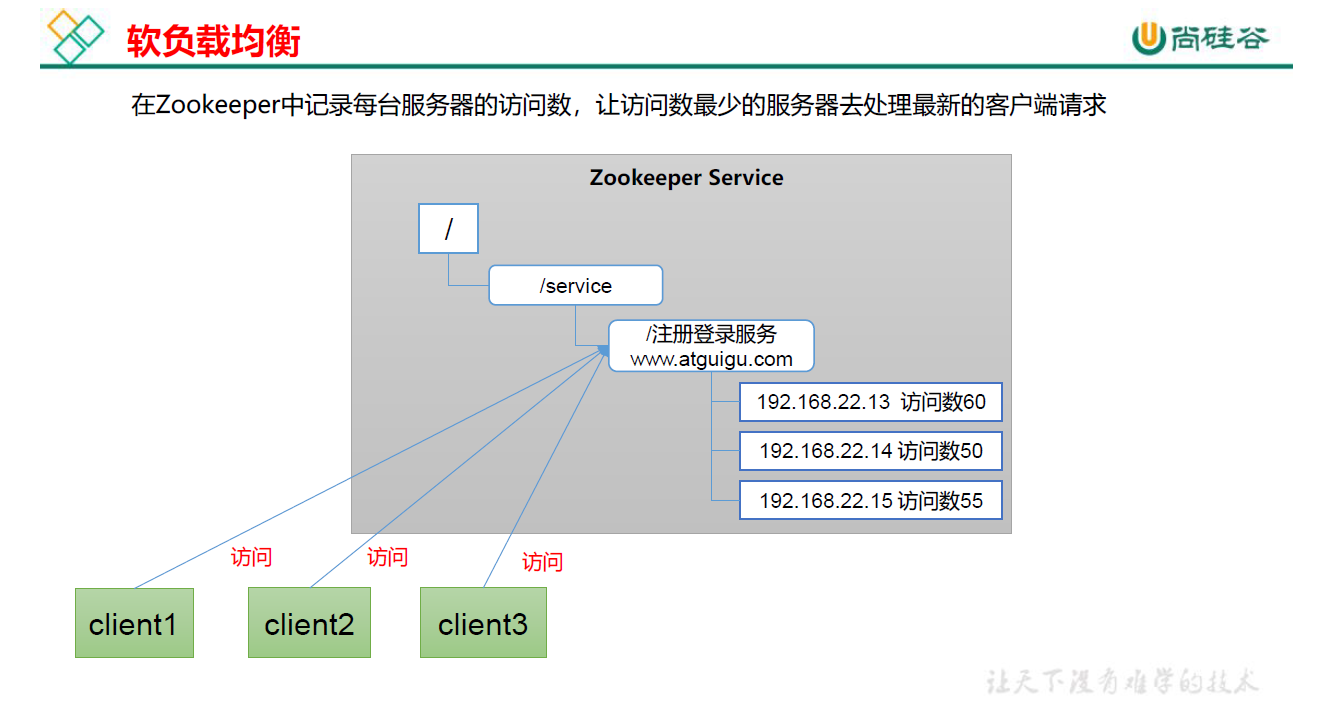 软负载均衡
尚硅谷
在Zookeeper中记录每台服务器的访问数，让访问数最少的服务器去处理最新的客户端请求
Zookeeper Service
/
/service
/注册登录服务
www.atguigu.com
192.168.22.13 访问数60
192.168.22.14 访问数50
192.168.22.15 访问数55
访问
访问
访问
client1
client2
client3
让天下没有难学的技术